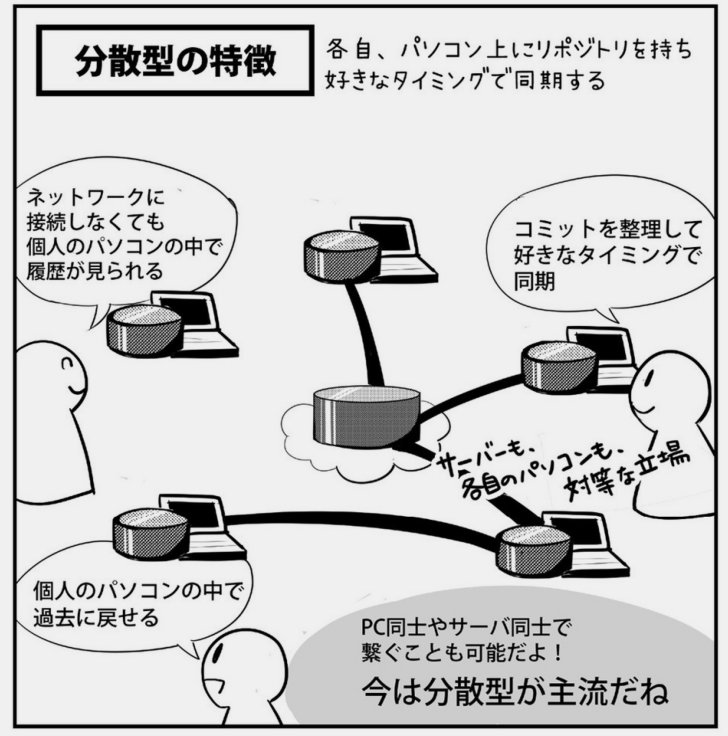 分散型の特徴
各自、パソコン上にリポジトリを持ち
好きなタイミングで同期する
ネットワークに
接続しなくても
個人のパソコンの中で
履歴が見られる
コミットを整理して
好きなタイミングで
同期
サーバーも、
各自のパソコンも、
対等な立場
個人のパソコンの中で
過去に戻せる
PC同士やサーバ同士で
繋ぐことも可能だよ！
今は分散型が主流だね